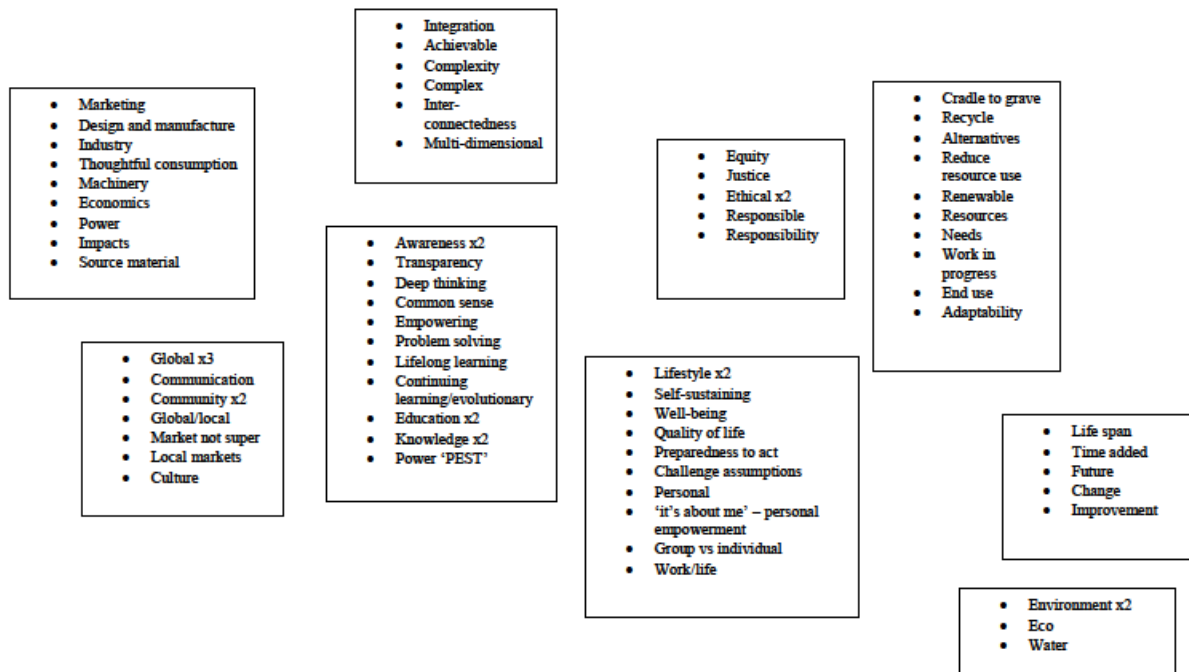 • Integration
• Achievable
• Complexity
• Complex
• Inter-
connectedness
• Multi-dimensional
• Marketing
• Design and manufacture
• Industry
• Thoughtful consumption
• Machinery
• Economics
• Power
• Impacts
• Source material
• Equity
• Justice
• Ethical x2
• Responsible
• Responsibility
• Cradle to grave
• Recycle
• Alternatives
• Reduce
resource use
• Renewable
• Resources
• Needs
• Work in
progress
• End use
• Adaptability
• Awareness x2
• Transparency
• Deep thinking
• Common sense
• Empowering
• Problem solving
• Lifelong learning
• Continuing
learning/evolutionary
• Education x2
• Knowledge x2
• Power ‘PEST’
• Global x3
• Communication
• Community x2
• Global/local
• Market not super
• Local markets
• Culture
• Lifestyle x2
• Self-sustaining
• Well-being
• Quality of life
• Preparedness to act
• Challenge assumptions
• Personal
• ‘it’s about me’ – personal
empowerment
• Group vs individual
• Work/life
• Life span
• Time added
• Future
• Change
• Improvement
• Environment x2
• Eco
• Water